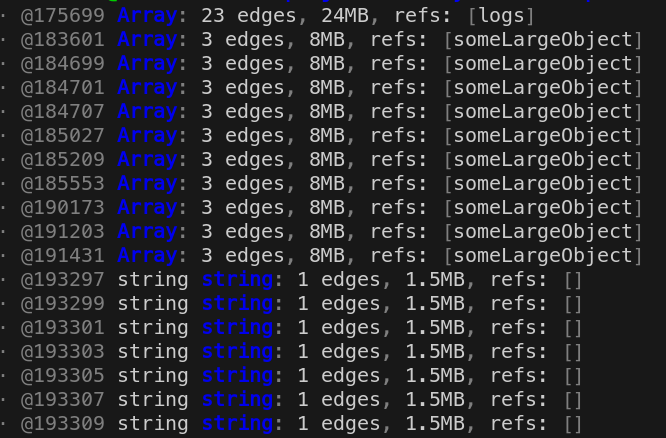 · @175699 Array: 23 edges, 24MB, refs: [logs]
· @183601 Array: 3 edges, 8MB, refs: [someLargeObject]
· @184699 Array: 3 edges, 8MB, refs: [someLargeObject]
· @184701 Array: 3 edges, 8MB, refs: [someLargeObject]
· @184707 Array: 3 edges, 8MB, refs: [someLargeObject]
· @185027 Array: 3 edges, 8MB, refs: [someLargeObject]
· @185209 Array: 3 edges, 8MB, refs: [someLargeObject]
· @185553 Array: 3 edges, 8MB, refs: [someLargeObject]
· @190173 Array: 3 edges, 8MB, refs: [someLargeObject]
· @191203 Array: 3 edges, 8MB, refs: [someLargeObject]
· @191431 Array: 3 edges, 8MB, refs: [someLargeObject]
· @193297 string string: 1 edges, 1.5MB, refs: []
· @193299 string string: 1 edges, 1.5MB, refs: []
· @193301 string string: 1 edges, 1.5MB, refs: []
· @193303 string string: 1 edges, 1.5MB, refs: []
· @193305 string string: 1 edges, 1.5MB, refs: []
· @193307 string string: 1 edges, 1.5MB, refs: []
· @193309 string string: 1 edges, 1.5MB, refs: []